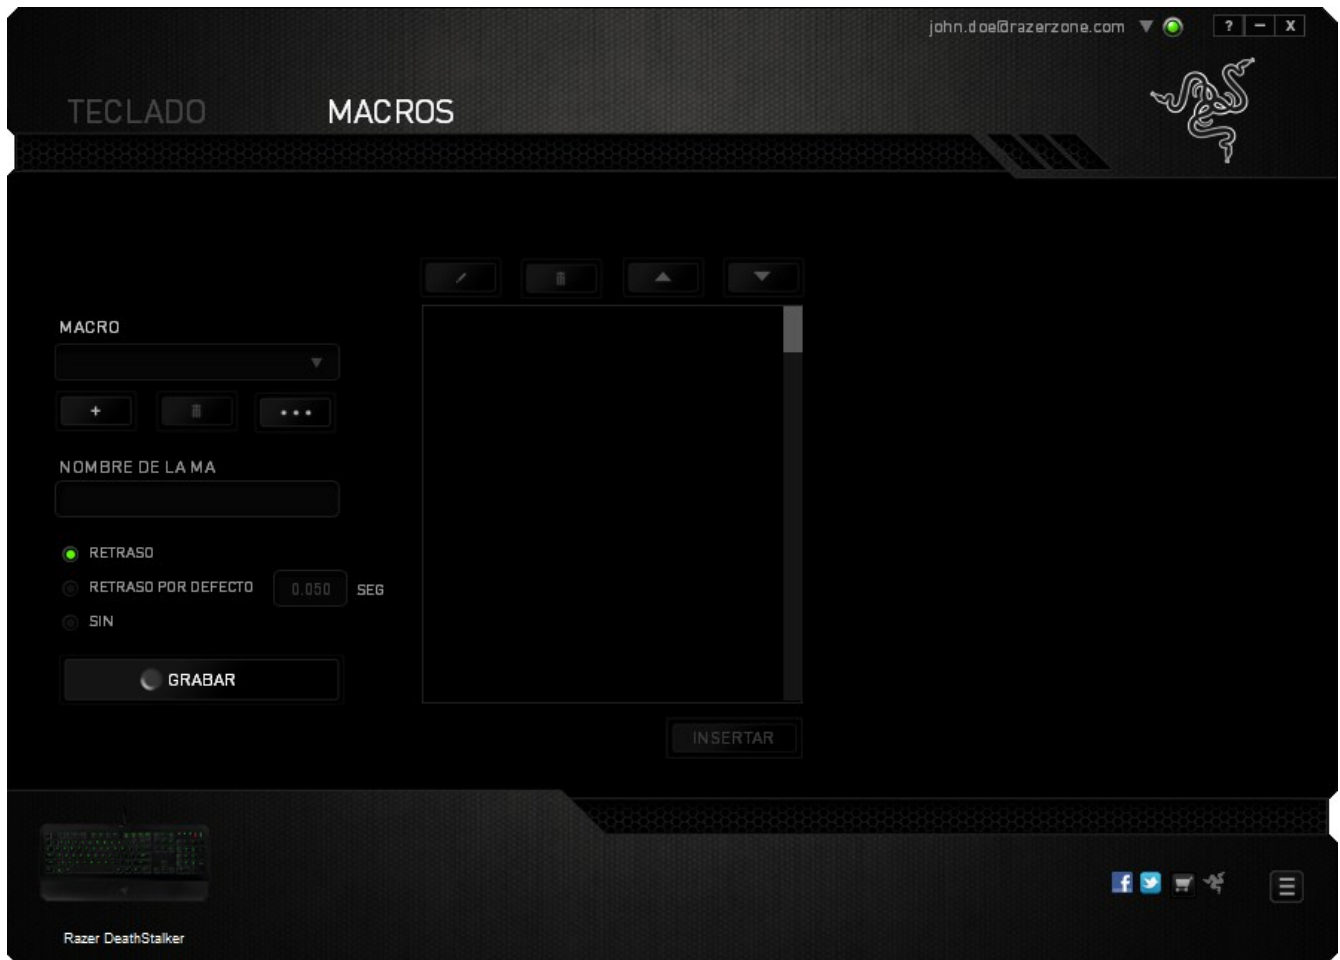 john.doe@razerzone.com
? – X
TECLADO MACROS
MACRO
NOMBRE DE LA MA
RETRASO
RETRASO POR DEFECTO 0.050 SEG
SIN
GRABAR
INSERTAR
Razer DeathStalker